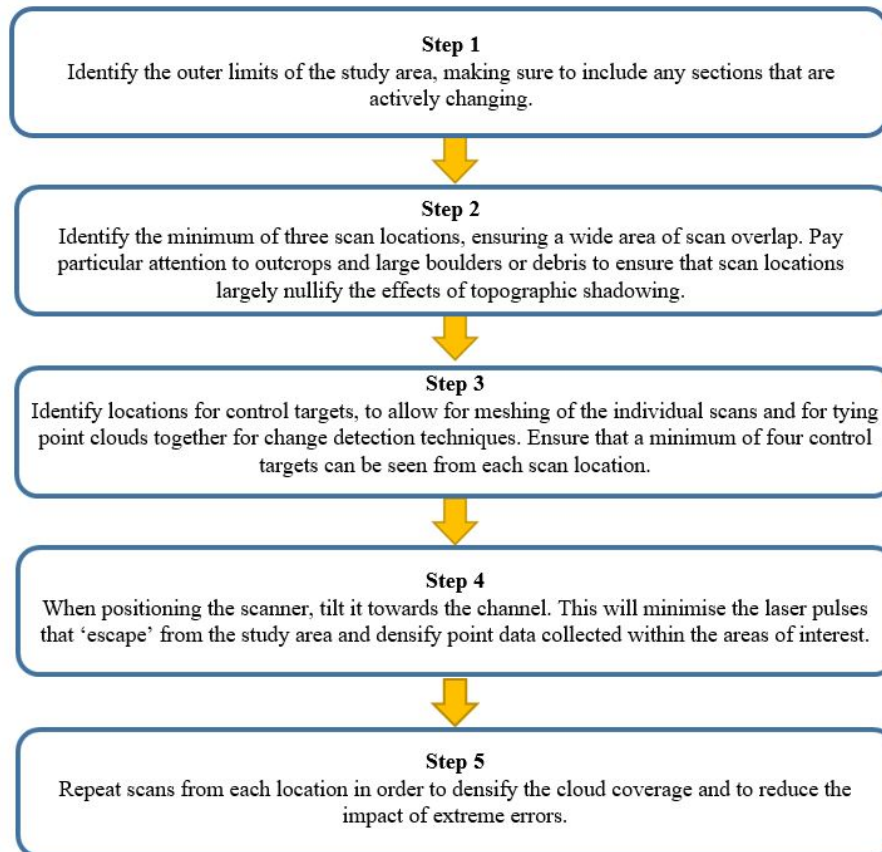 Step 1
Identify the outer limits of the study area, making sure to include any sections that are
actively changing.
Step 2
Identify the minimum of three scan locations, ensuring a wide area of scan overlap. Pay
particular attention to outcrops and large boulders or debris to ensure that scan locations
largely nullify the effects of topographic shadowing.
Step 3
Identify locations for control targets, to allow for meshing of the individual scans and for tying
point clouds together for change detection techniques. Ensure that a minimum of four control
targets can be seen from each scan location.
Step 4
When positioning the scanner, tilt it towards the channel. This will minimise the laser pulses
that ‘escape’ from the study area and densify point data collected within the areas of interest.
Step 5
Repeat scans from each location in order to densify the cloud coverage and to reduce the
impact of extreme errors.